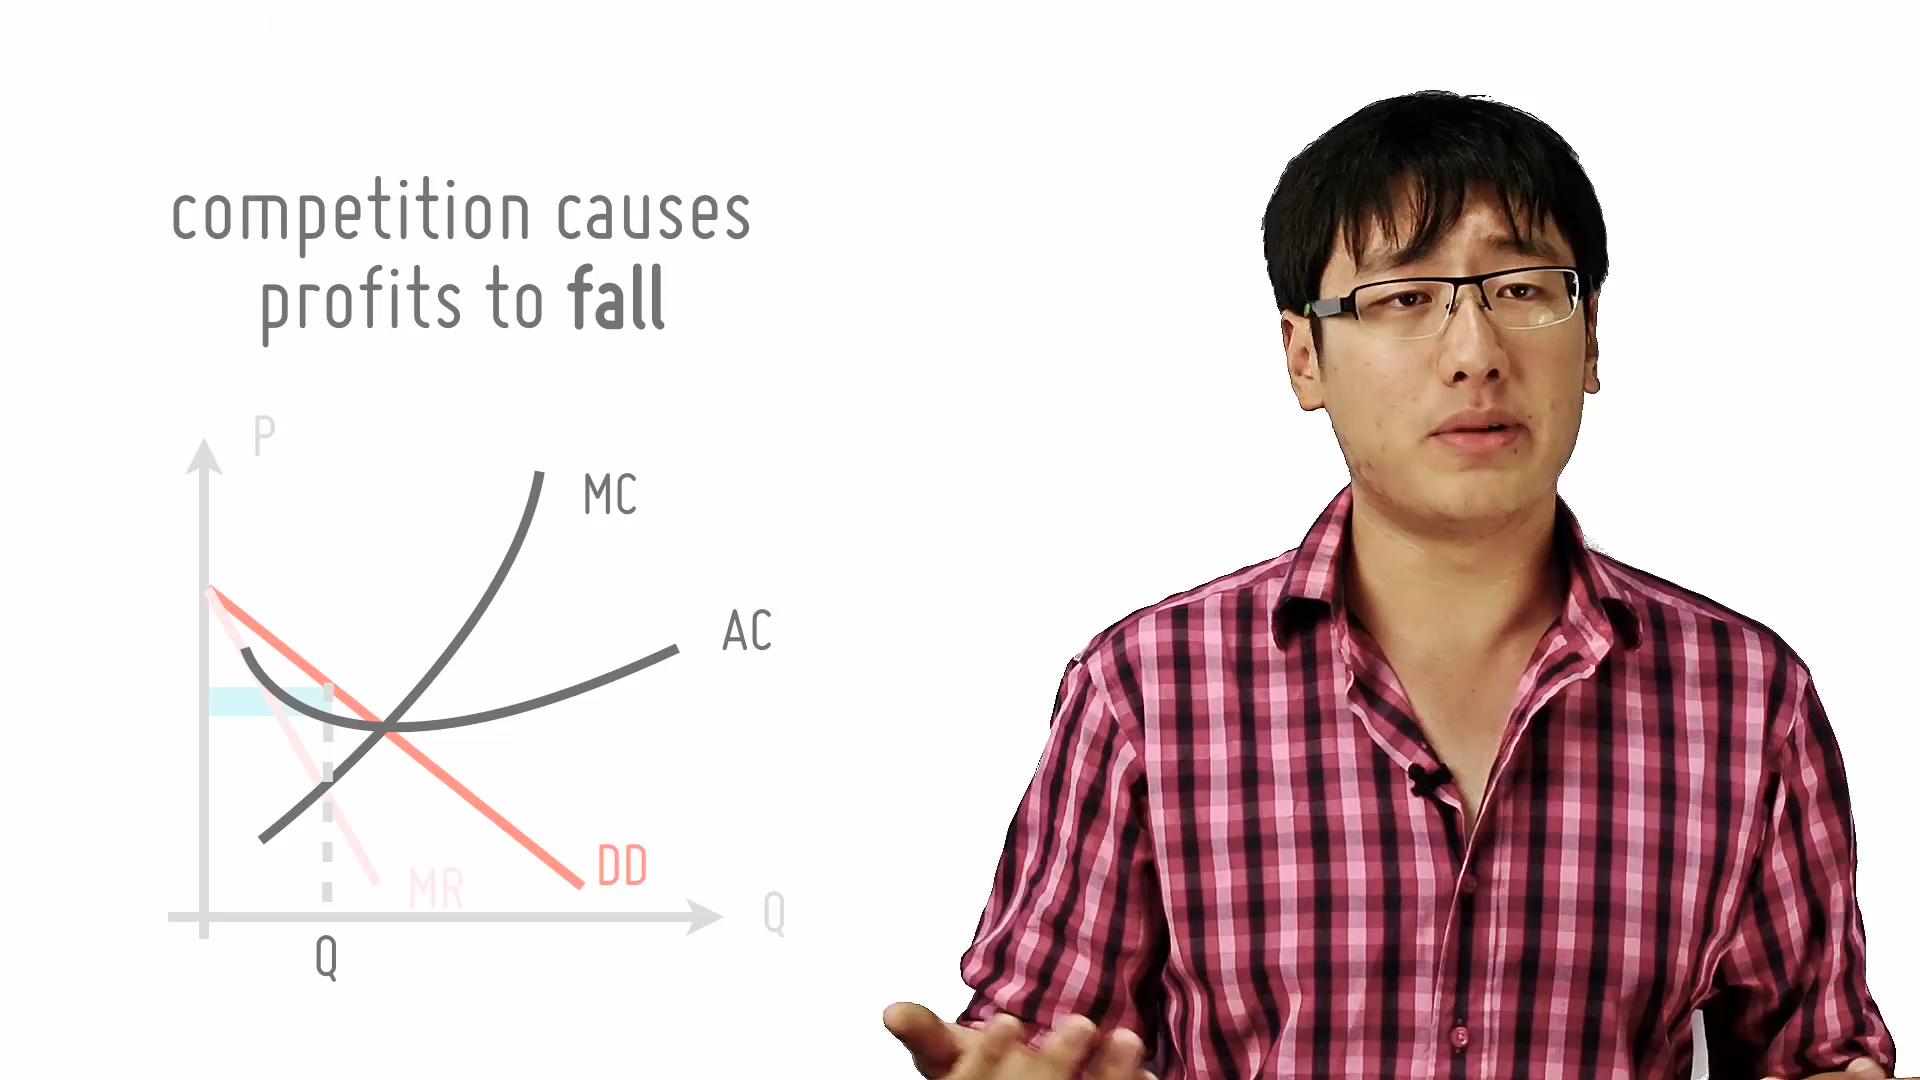 competition causes
profits to fall
P
MC
AC
DD
MR
Q
Q